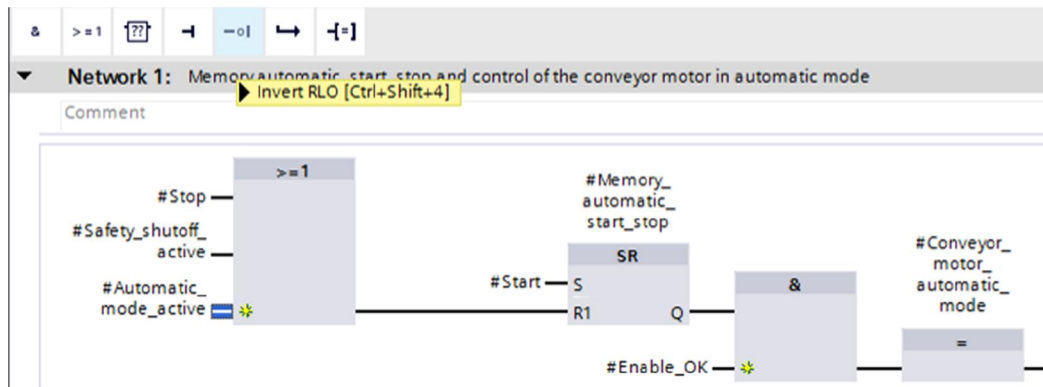 & >=1 ?? =
Network 1: Memory automatic_start_stop and control of the conveyor motor in automatic mode
Invert RLO [Ctrl+Shift+4]
Comment
>=1
#Stop
#Safety_shutoff_
active
#Automatic_
mode_active
#Memory_
automatic_
start_stop
SR
#Start
S
R1
Q
&
#Enable_OK
#Conveyor_
motor_
automatic_
mode
=